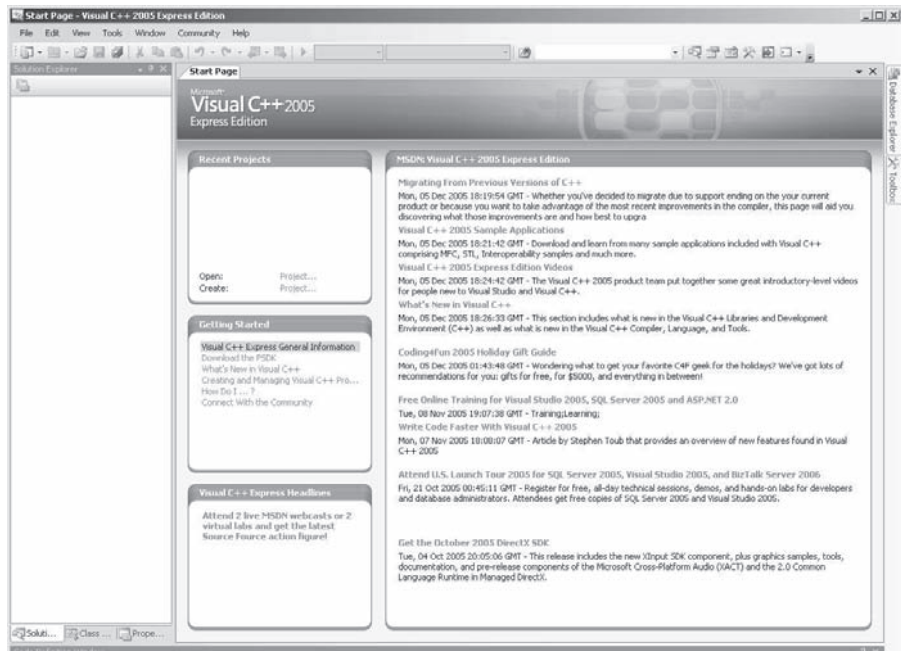 Start Page - Visual C++ 2005 Express Edition
File Edit View Tools Window Community Help
Solution Explorer
Start Page
Microsoft
Visual C++ 2005
Express Edition
Recent Projects
Open: Project...
Create: Project...
Getting Started
Visual C++ Express General Information
Download the PSDK
What's New in Visual C++
Creating and Managing Visual C++ Pro...
How Do I ... ?
Connect With the Community
Visual C++ Express Headlines
Attend 2 live MSDN webcasts or 2
virtual labs and get the latest
Source Fource action figure!
MSDN: Visual C++ 2005 Express Edition
Migrating From Previous Versions of C++
Mon, 05 Dec 2005 18:19:54 GMT - Whether you've decided to migrate due to support ending on the your current
product or because you want to take advantage of the most recent improvements in the compiler, this page will aid you
discovering what those improvements are and how best to upgra
Visual C++ 2005 Sample Applications
Mon, 05 Dec 2005 18:21:42 GMT - Download and learn from many sample applications included with Visual C++
comprising MFC, STL, Interoperability samples and much more.
Visual C++ 2005 Express Edition Videos
Mon, 05 Dec 2005 18:24:42 GMT - The Visual C++ 2005 product team put together some great introductory-level videos
for people new to Visual Studio and Visual C++.
What's New in Visual C++
Mon, 05 Dec 2005 18:26:33 GMT - This section includes what is new in the Visual C++ Libraries and Development
Environment (C++) as well as what is new in the Visual C++ Compiler, Language, and Tools.
Coding4Fun 2005 Holiday Gift Guide
Mon, 05 Dec 2005 01:43:48 GMT - Wondering what to get your favorite C4F geek for the holidays? We've got lots of
recommendations for you: gifts for free, for $5000, and everything in between!
Free Online Training for Visual Studio 2005, SQL Server 2005 and ASP.NET 2.0
Tue, 08 Nov 2005 19:07:38 GMT - Training;Learning;
Write Code Faster With Visual C++ 2005
Mon, 07 Nov 2005 18:08:07 GMT - Article by Stephen Toub that provides an overview of new features found in Visual
C++ 2005
Attend U.S. Launch Tour 2005 for SQL Server 2005, Visual Studio 2005, and BizTalk Server 2006
Fri, 21 Oct 2005 00:45:11 GMT - Register for free, all-day technical sessions, demos, and hands-on labs for developers
and database administrators. Attendees get free copies of SQL Server 2005 and Visual Studio 2005.
Get the October 2005 DirectX SDK
Tue, 04 Oct 2005 20:05:06 GMT - This release includes the new XInput SDK component, plus graphics samples, tools,
documentation, and pre-release components of the Microsoft Cross-Platform Audio (XACT) and the 2.0 Common
Language Runtime in Managed DirectX.
Database Explorer
Toolbox
Soluti... Class ... Prope...